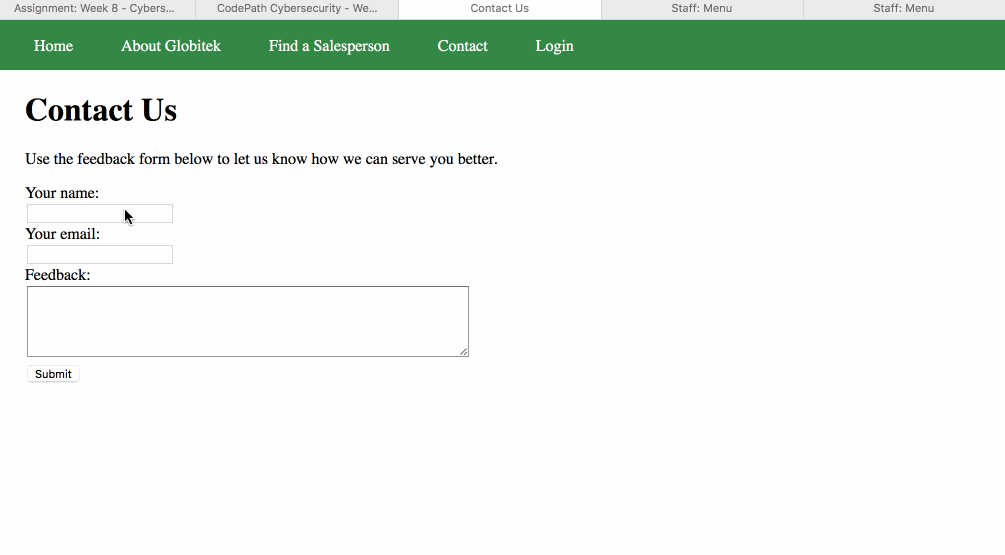 Assignment: Week 8 - Cybers... CodePath Cybersecurity - We... Contact Us Staff: Menu Staff: Menu
Home About Globitek Find a Salesperson Contact Login
Contact Us
Use the feedback form below to let us know how we can serve you better.
Your name:
Your email:
Feedback:
Submit